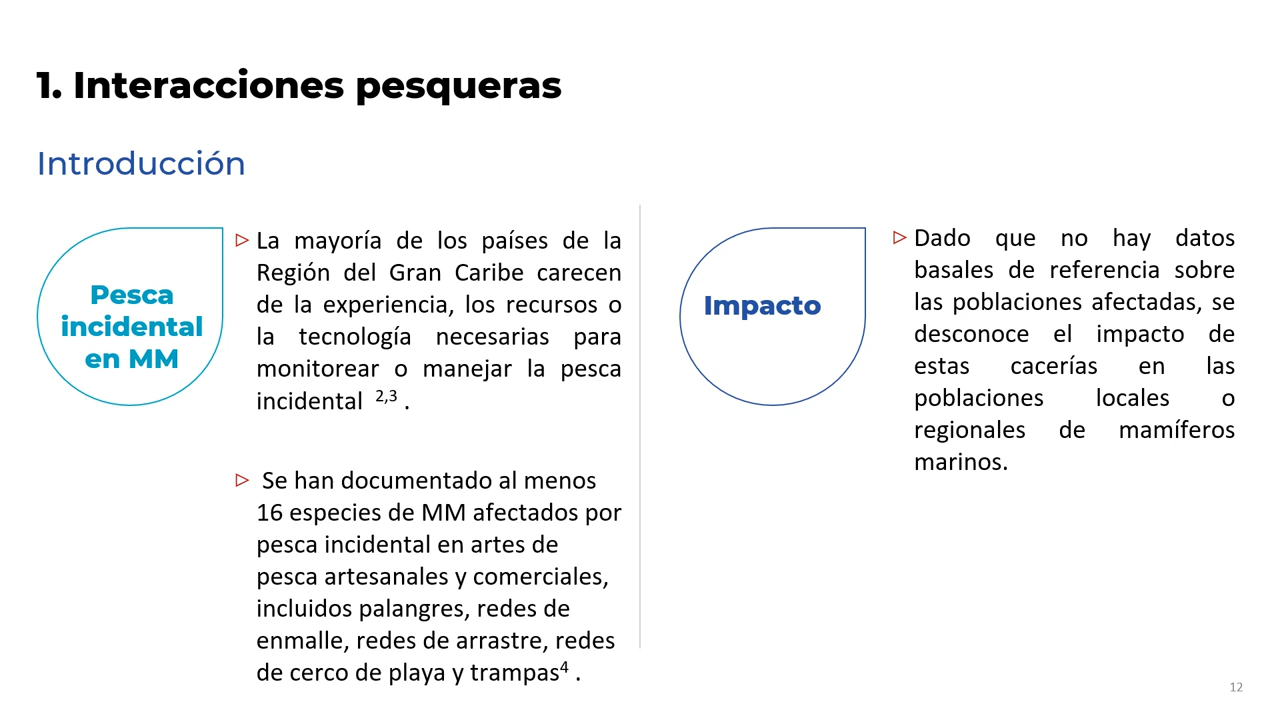 1. Interacciones pesqueras
Introducción
Pesca
incidental
en MM
▷ La mayoría de los países de la
Región del Gran Caribe carecen
de la experiencia, los recursos o
la tecnología necesarias para
monitorear o manejar la pesca
incidental 2,3 .
▷ Se han documentado al menos
16 especies de MM afectados por
pesca incidental en artes de
pesca artesanales y comerciales,
incluidos palangres, redes de
enmalle, redes de arrastre, redes
de cerco de playa y trampas4 .
Impacto
▷ Dado que no hay datos
basales de referencia sobre
las poblaciones afectadas, se
desconoce el impacto de
estas cacerías en las
poblaciones locales o
regionales de mamíferos
marinos.
12